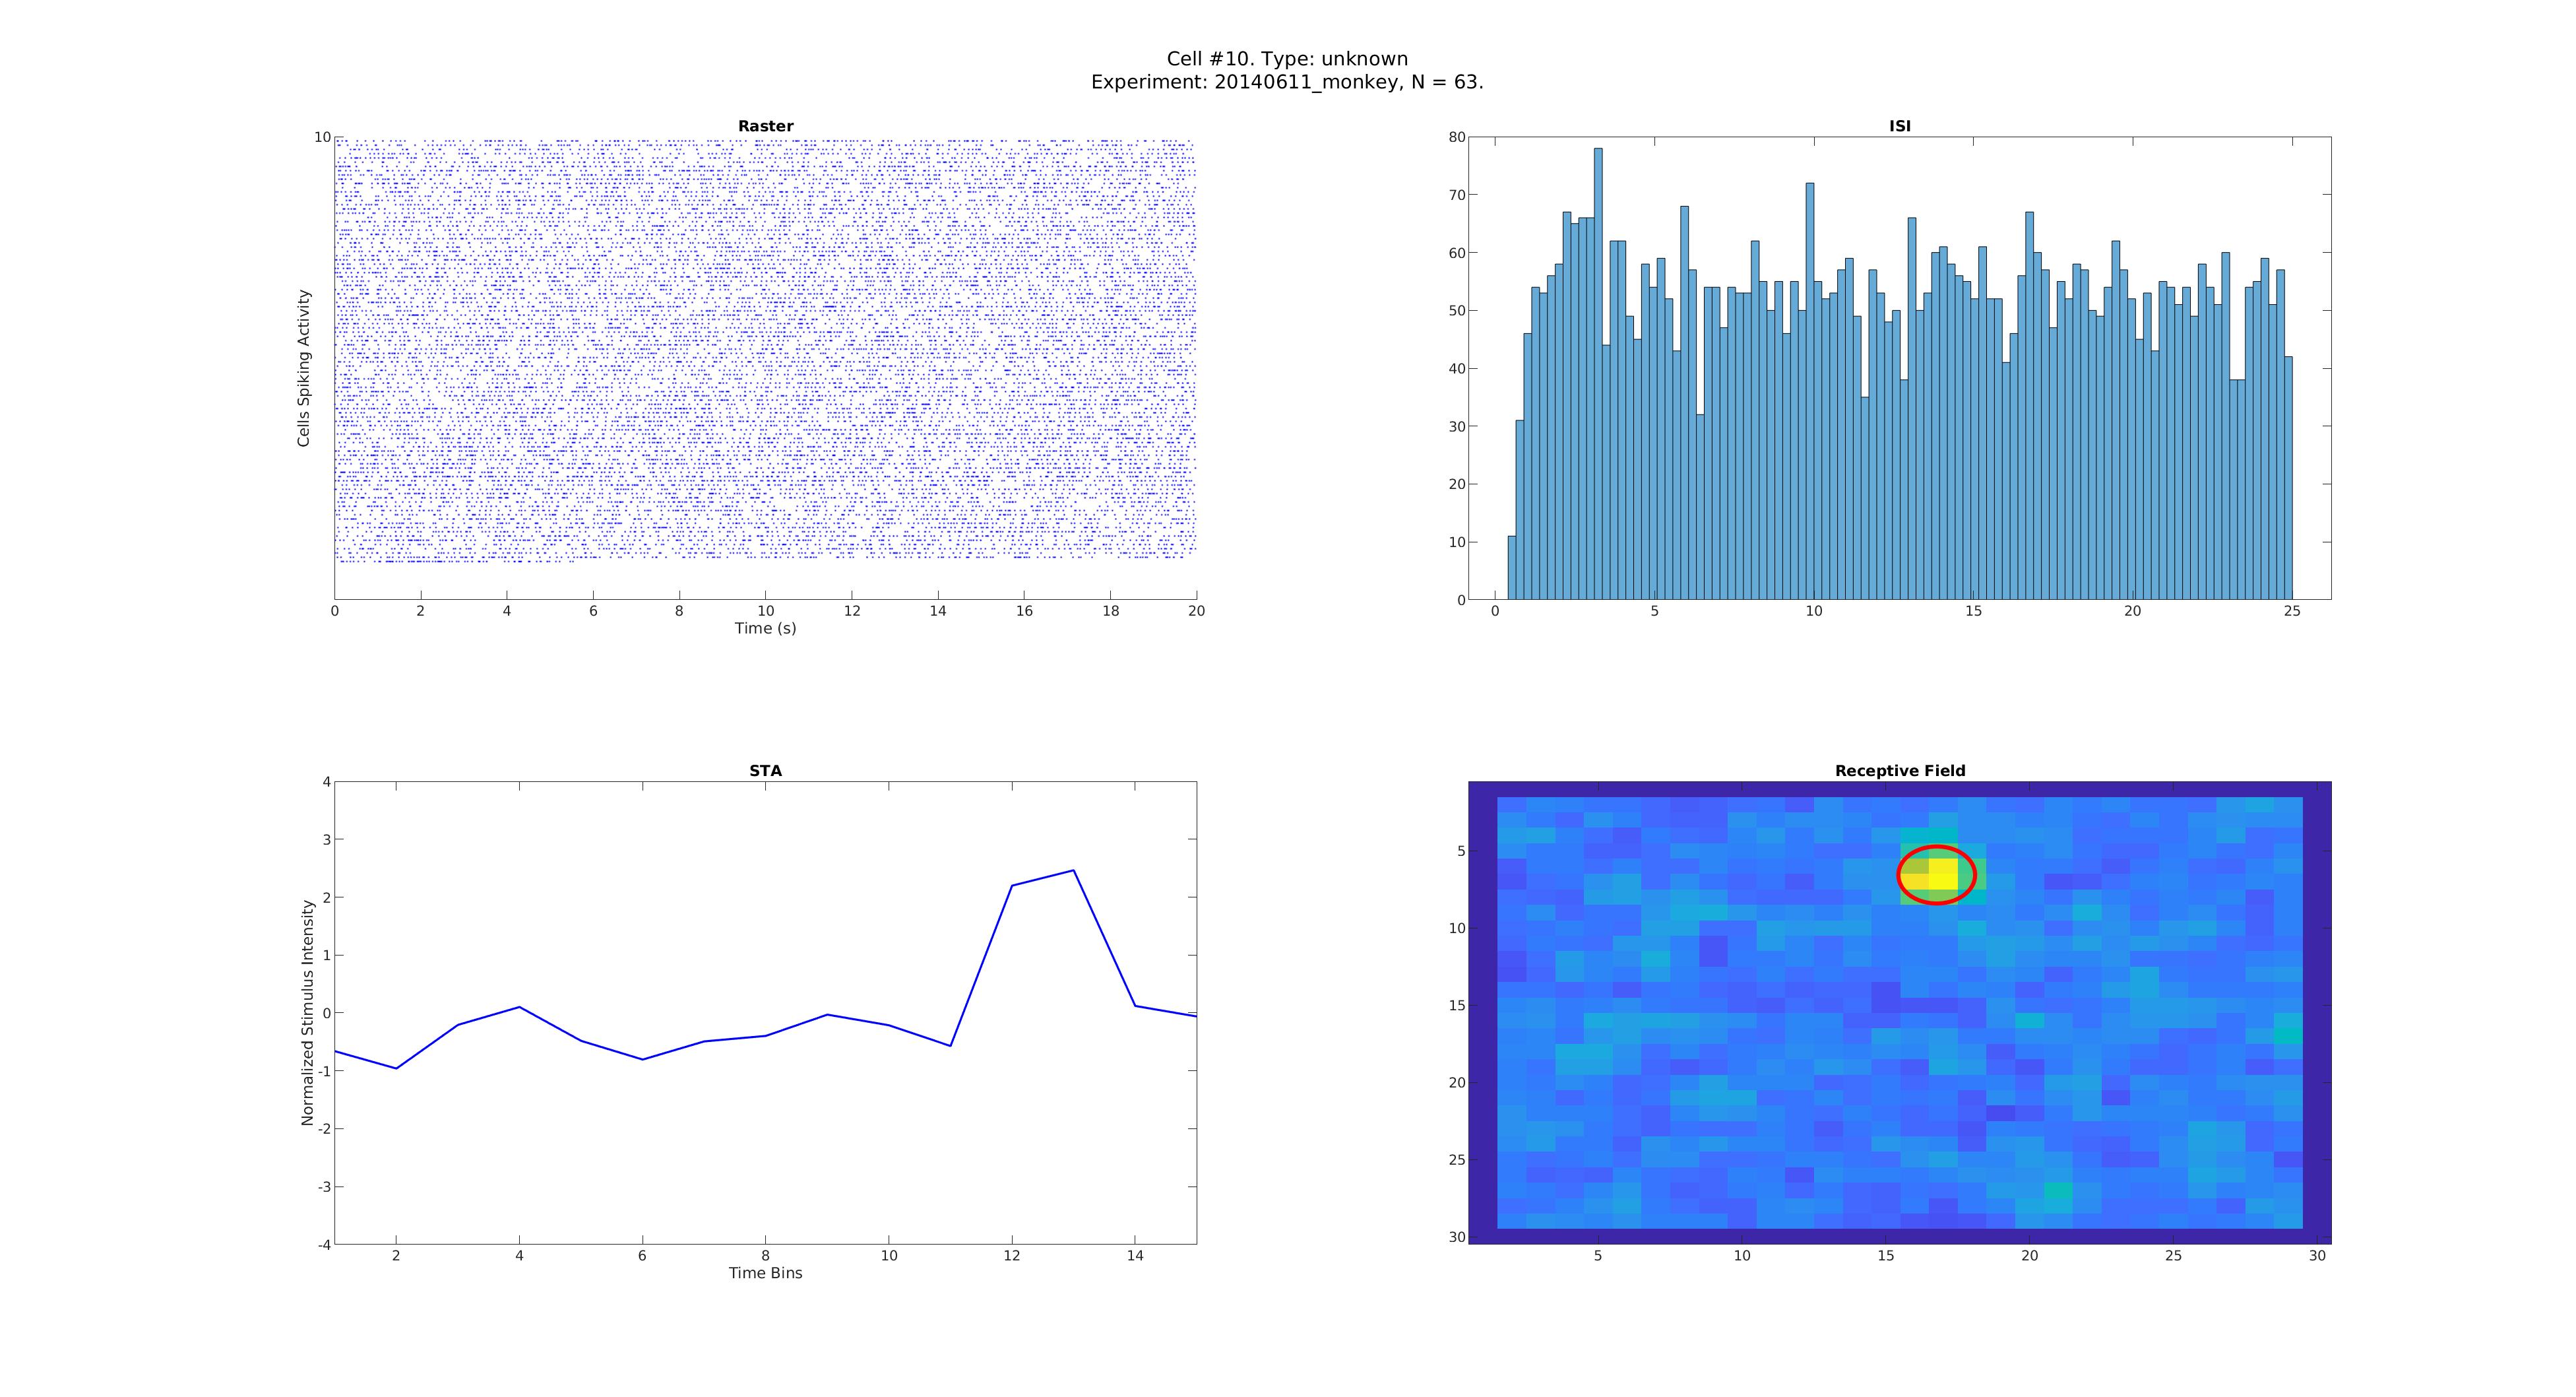 Cell #10. Type: unknown
Experiment: 20140611_monkey, N = 63.
Raster
10
Cells Spiking Activity
0 2 4 6 8 10 12 14 16 18 20
Time (s)
ISI
80
70
60
50
40
30
20
10
0
0 5 10 15 20 25
STA
4
3
2
1
0
-1
-2
-3
-4
Normalized Stimulus Intensity
2 4 6 8 10 12 14
Time Bins
Receptive Field
5
10
15
20
25
30
5 10 15 20 25 30